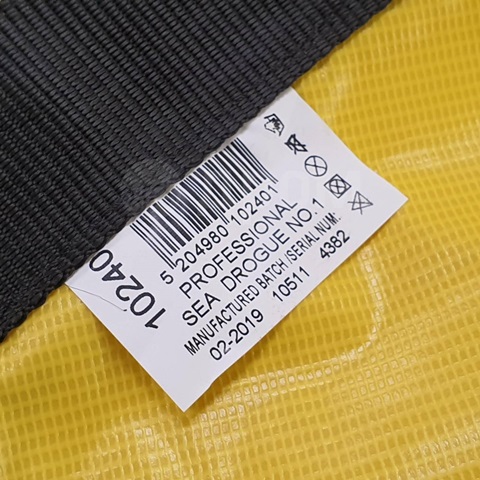 10240
5 204980 102401
PROFESSIONAL
SEA DROGUE NO. 1
MANUFACTURED BATCH /SERIAL NUM:
02-2019 10511 4382